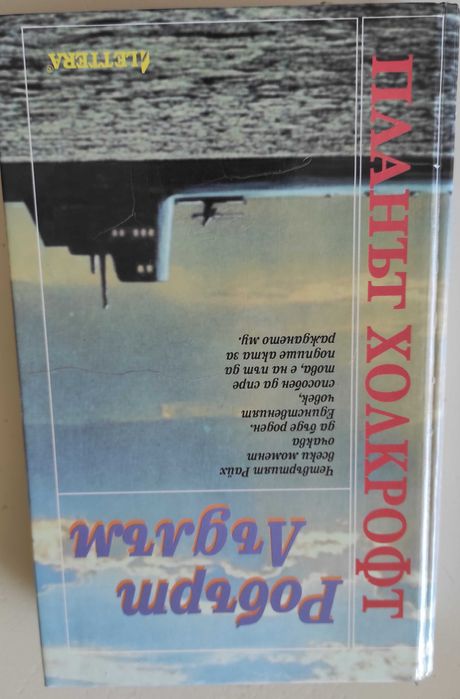 Робърт
Лъдлъм
ПЛАНЪТ ХОЛКРОФТ
Четвъртият Райх
всеки момент
очаква
да бъде роден.
Единственият
човек,
способен да спре
това, е на път да
подпише акта за
раждането му.
LETTERA®